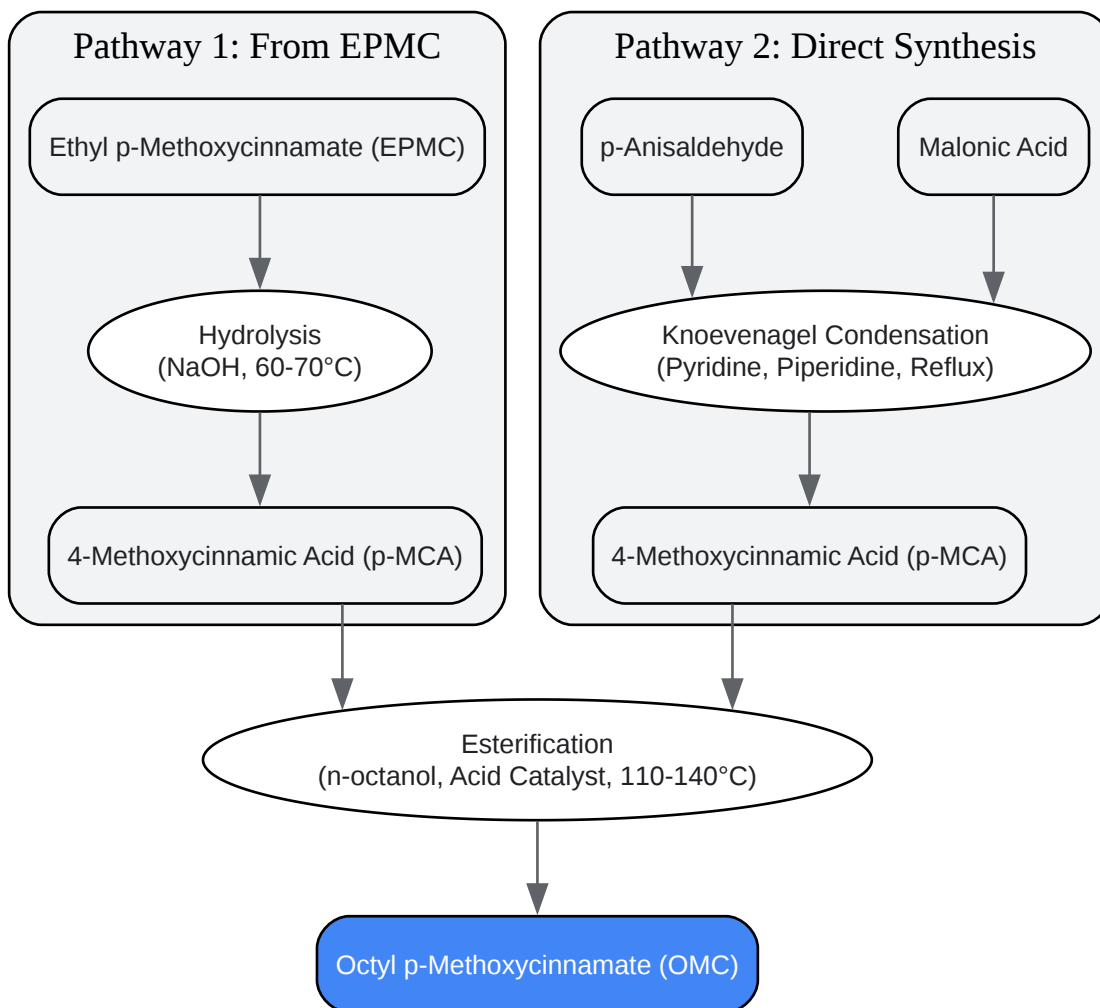 Pathway 1: From EPMC
Ethyl p-Methoxycinnamate (EPMC)
Hydrolysis
(NaOH, 60-70°C)
4-Methoxycinnamic Acid (p-MCA)
Pathway 2: Direct Synthesis
p-Anisaldehyde
Malonic Acid
Knoevenagel Condensation
(Pyridine, Piperidine, Reflux)
4-Methoxycinnamic Acid (p-MCA)
Esterification
(n-octanol, Acid Catalyst, 110-140°C)
Octyl p-Methoxycinnamate (OMC)